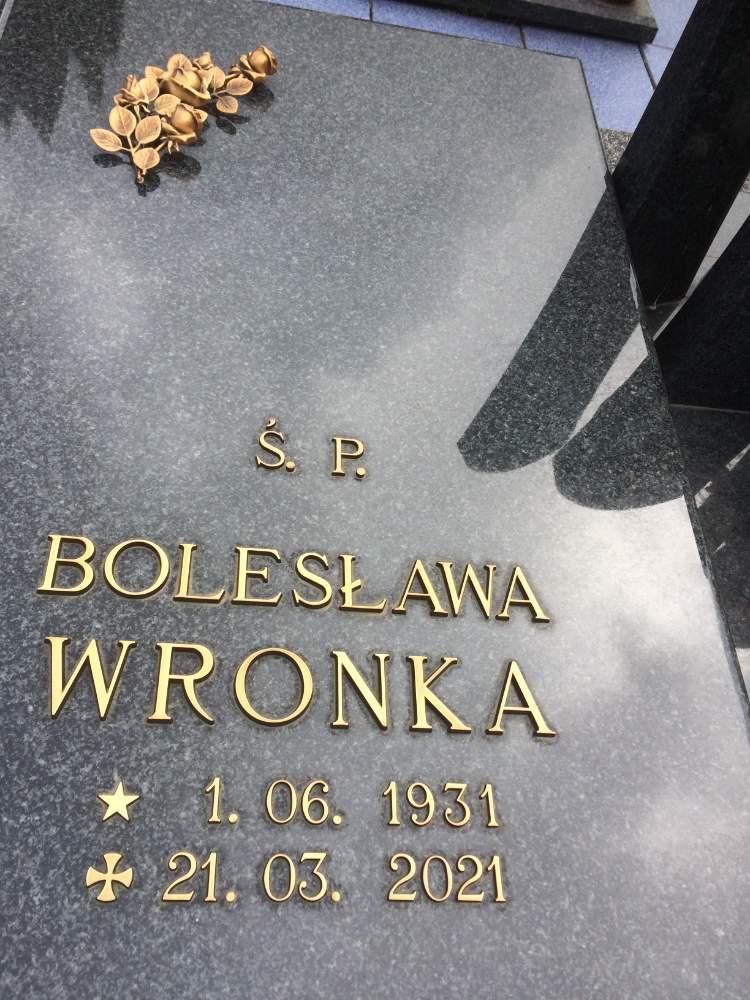 Ś. P.
BOLESŁAWA
WRONKA
★ 1. 06. 1931
✠ 21. 03. 2021